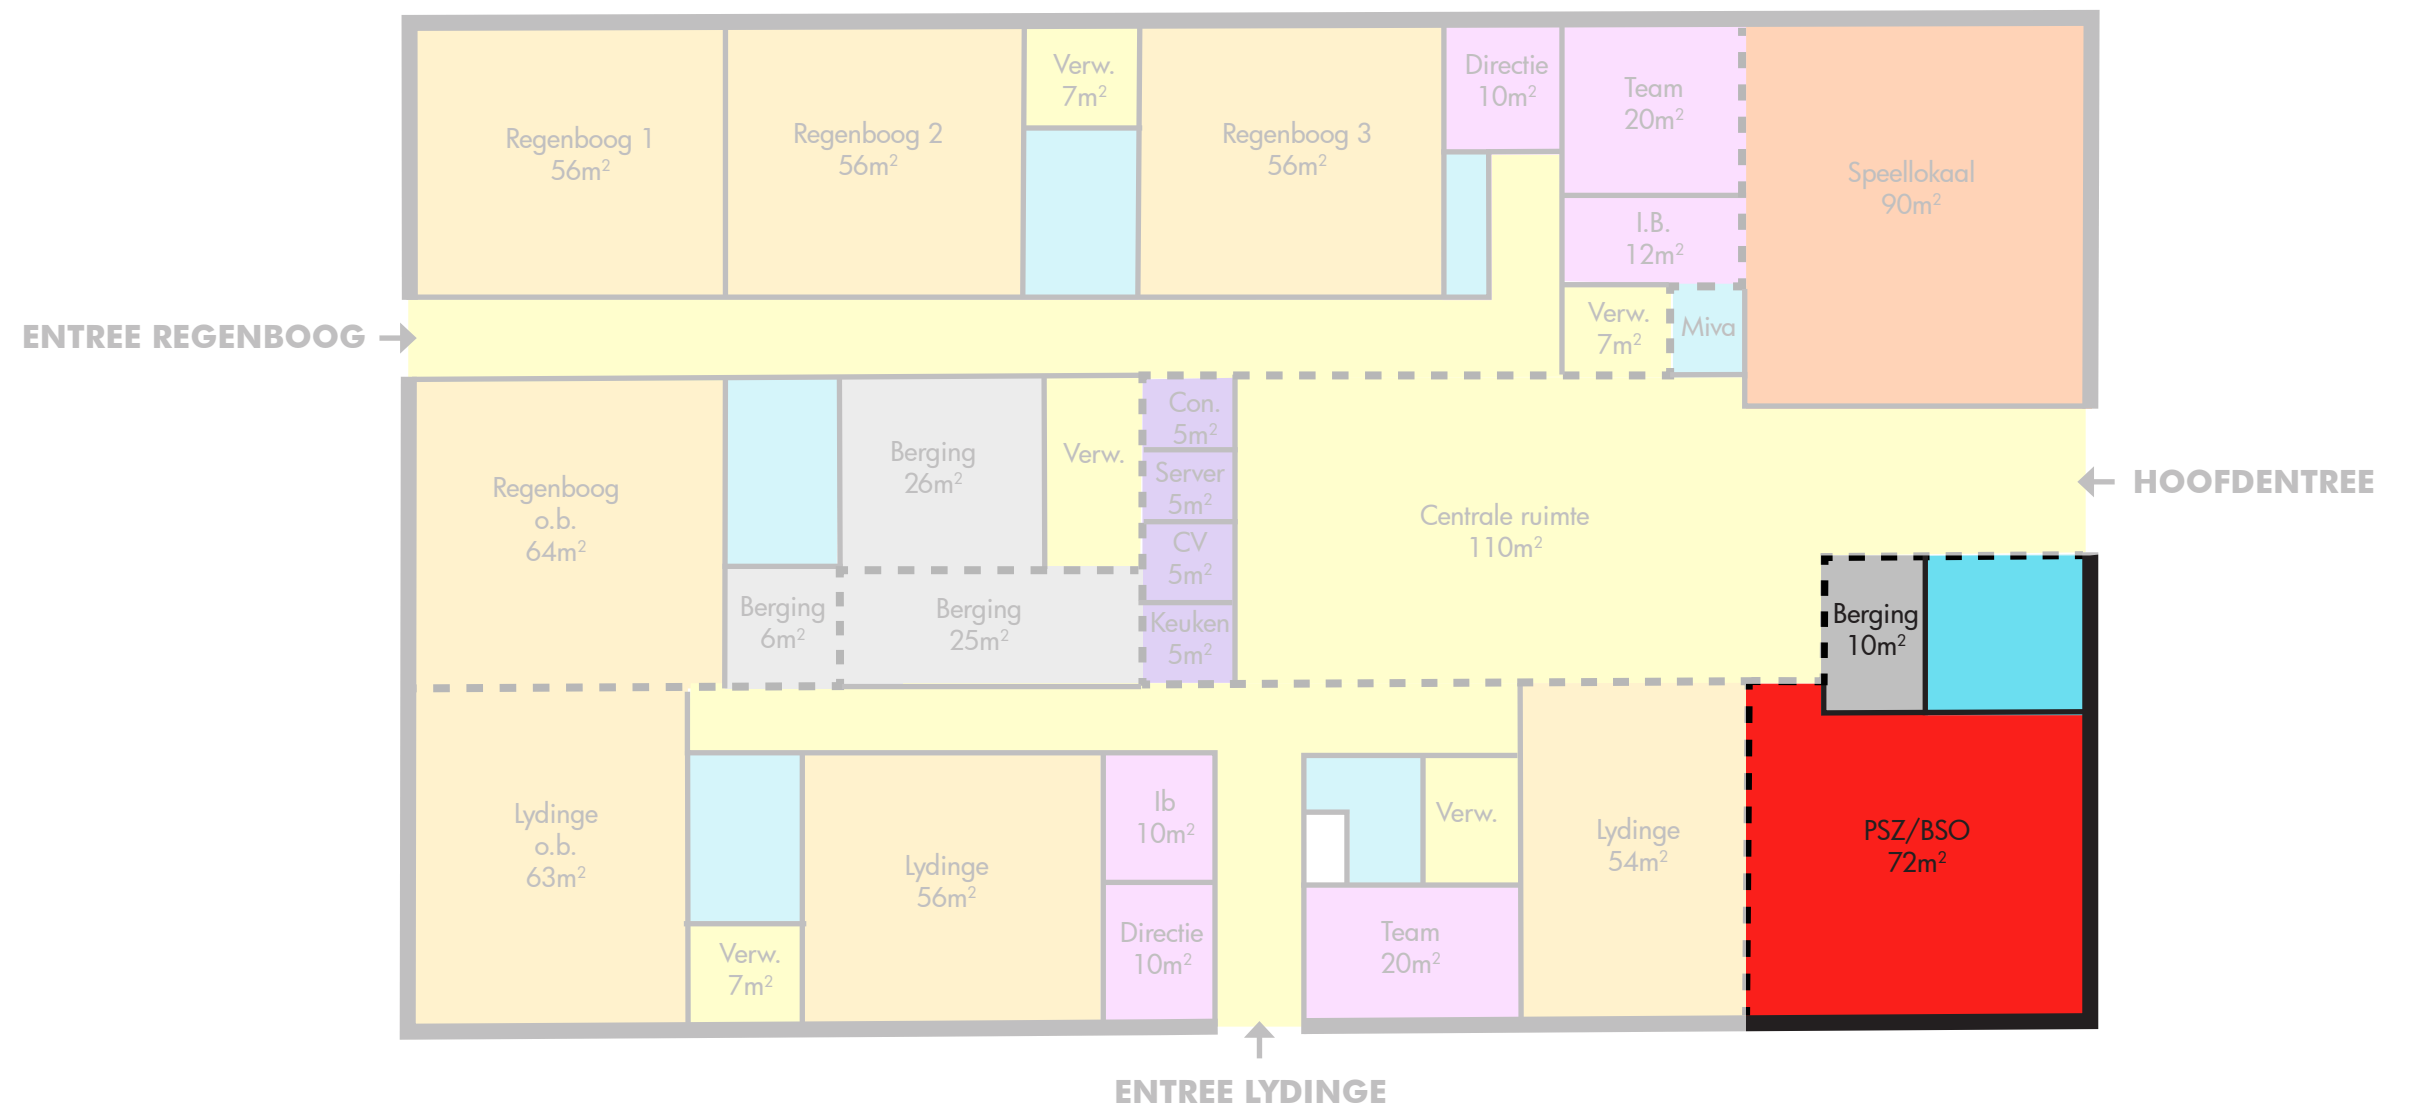 Regenboog 1
56m²
Regenboog 2
56m²
Verw.
7m²
Regenboog 3
56m²
Directie
10m²
Team
20m²
I.B.
12m²
Speellokaal
90m²
Verw.
7m²
Miva
ENTREE REGENBOOG
Regenboog
o.b.
64m²
Berging
26m²
Verw.
Con.
5m²
Server
5m²
CV
5m²
Keuken
5m²
Berging
6m²
Berging
25m²
Centrale ruimte
110m²
HOOFDENTREE
Berging
10m²
Lydinge
o.b.
63m²
Verw.
7m²
Lydinge
56m²
Ib
10m²
Directie
10m²
Verw.
Team
20m²
Lydinge
54m²
PSZ/BSO
72m²
ENTREE LYDINGE